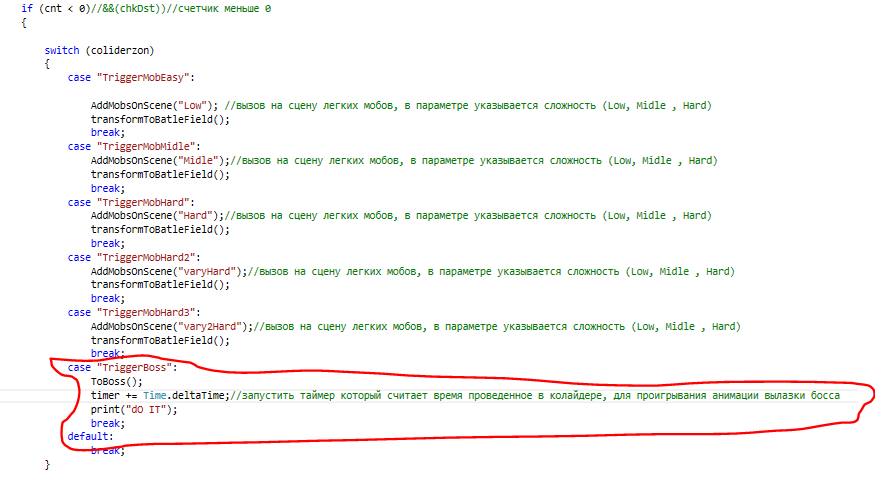 if (cnt < 0)//&&(chkDst))//счетчик меньше 0
{
switch (coliderzon)
{
case "TriggerMobEasy":
AddMobsOnScene("Low"); //вызов на сцену легких мобов, в параметре указывается сложность (Low, Midle , Hard)
transformToBatleField();
break;
case "TriggerMobMidle":
AddMobsOnScene("Midle");//вызов на сцену легких мобов, в параметре указывается сложность (Low, Midle , Hard)
transformToBatleField();
break;
case "TriggerMobHard":
AddMobsOnScene("Hard");//вызов на сцену легких мобов, в параметре указывается сложность (Low, Midle , Hard)
transformToBatleField();
break;
case "TriggerMobHard2":
AddMobsOnScene("varyHard");//вызов на сцену легких мобов, в параметре указывается сложность (Low, Midle , Hard)
transformToBatleField();
break;
case "TriggerMobHard3":
AddMobsOnScene("vary2Hard");//вызов на сцену легких мобов, в параметре указывается сложность (Low, Midle , Hard)
transformToBatleField();
break;
case "TriggerBoss":
ToBoss();
timer += Time.deltaTime;//запустить таймер который считает время проведенное в колайдере, для проигрывания анимации вылазки босса
print("dO IT");
break;
default:
break;
}